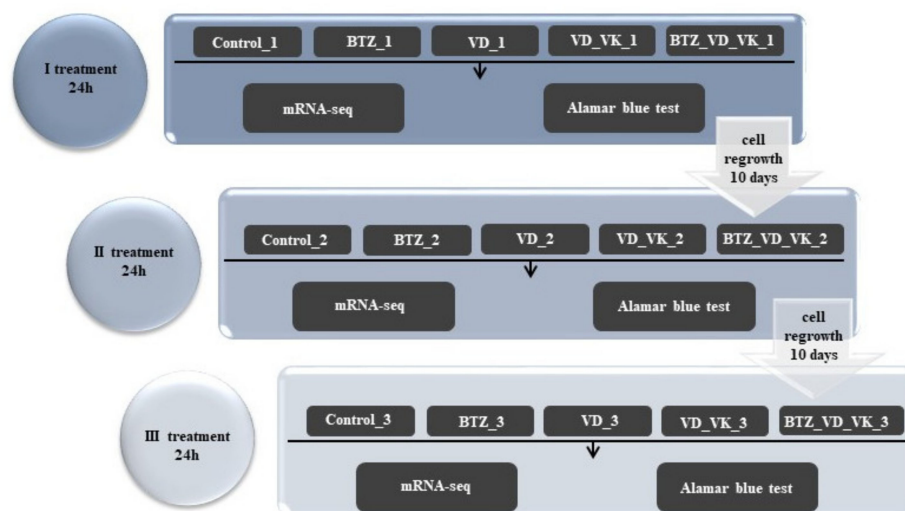 I treatment
24h
Control_1 BTZ_1 VD_1 VD_VK_1 BTZ_VD_VK_1
mRNA-seq Alamar blue test
cell
regrowth
10 days
II treatment
24h
Control_2 BTZ_2 VD_2 VD_VK_2 BTZ_VD_VK_2
mRNA-seq Alamar blue test
cell
regrowth
10 days
III treatment
24h
Control_3 BTZ_3 VD_3 VD_VK_3 BTZ_VD_VK_3
mRNA-seq Alamar blue test